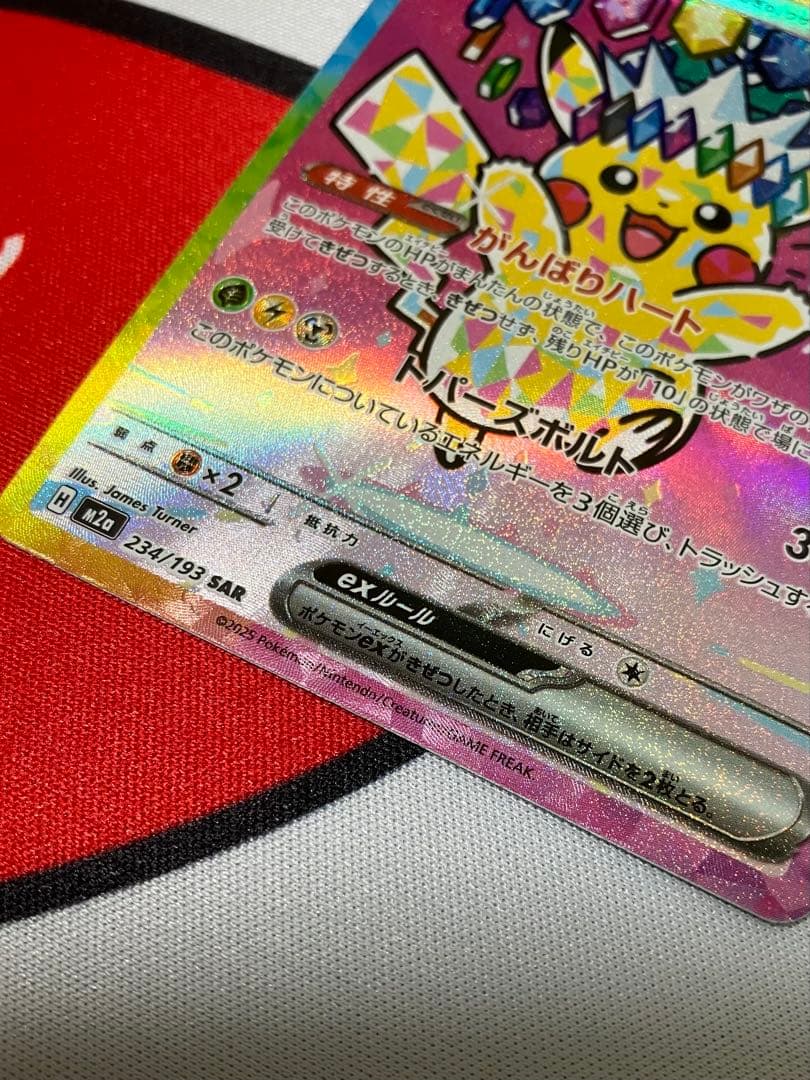 特性
がんばりハート
このポケモンのHPがまんたんの状態で、このポケモンがワザの
受けてきぜつするとき、きぜつせず、残りHPが「10」の状態で場に
トパーズボルト
このポケモンについているエネルギーを3個選び、トラッシュす
弱点 ×2
抵抗力
にげる
Illus. James Turner
H M2a 234/193 SAR
exルール
ポケモンexがきぜつしたとき、相手はサイドを2枚とる。
©2025 Pokémon/Nintendo/Creatures/GAME FREAK.